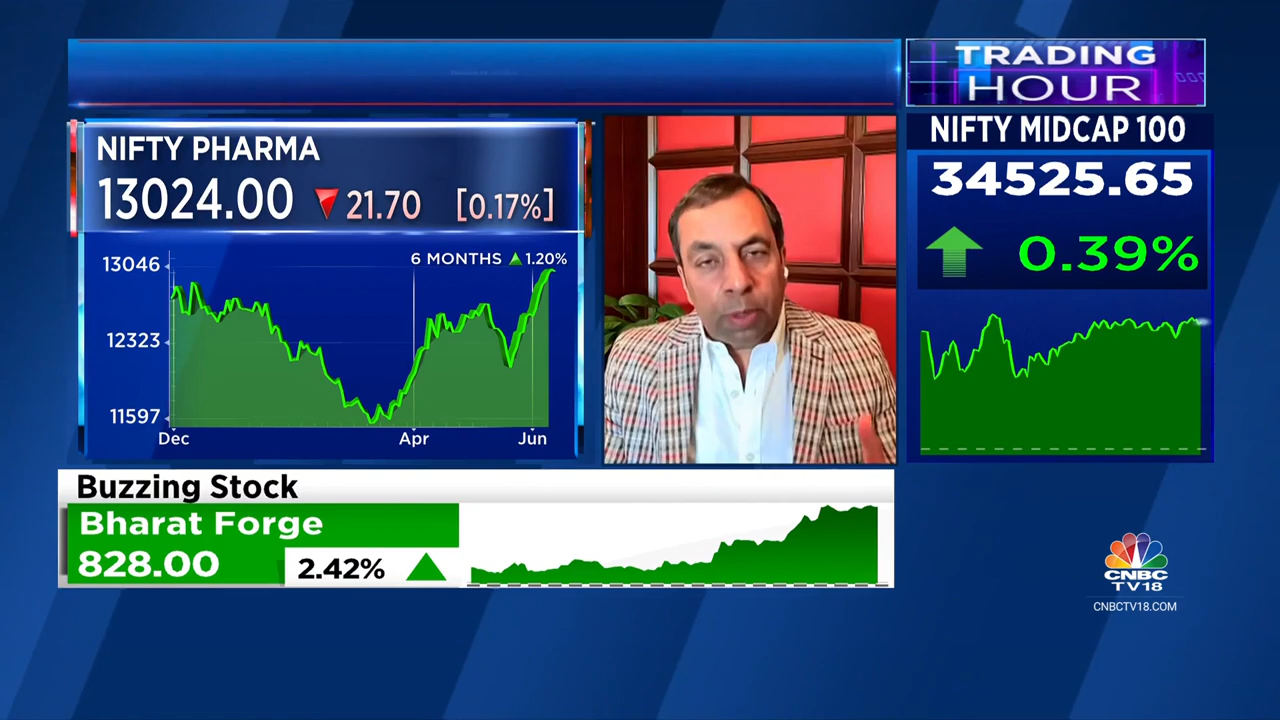 TRADING
HOUR
NIFTY PHARMA
13024.00 21.70 [0.17%]
6 MONTHS 1.20%
13046
12323
11597
Dec Apr Jun
NIFTY MIDCAP 100
34525.65
0.39%
Buzzing Stock
Bharat Forge
828.00 2.42%
CNBC
TV18
CNBCTV18.COM